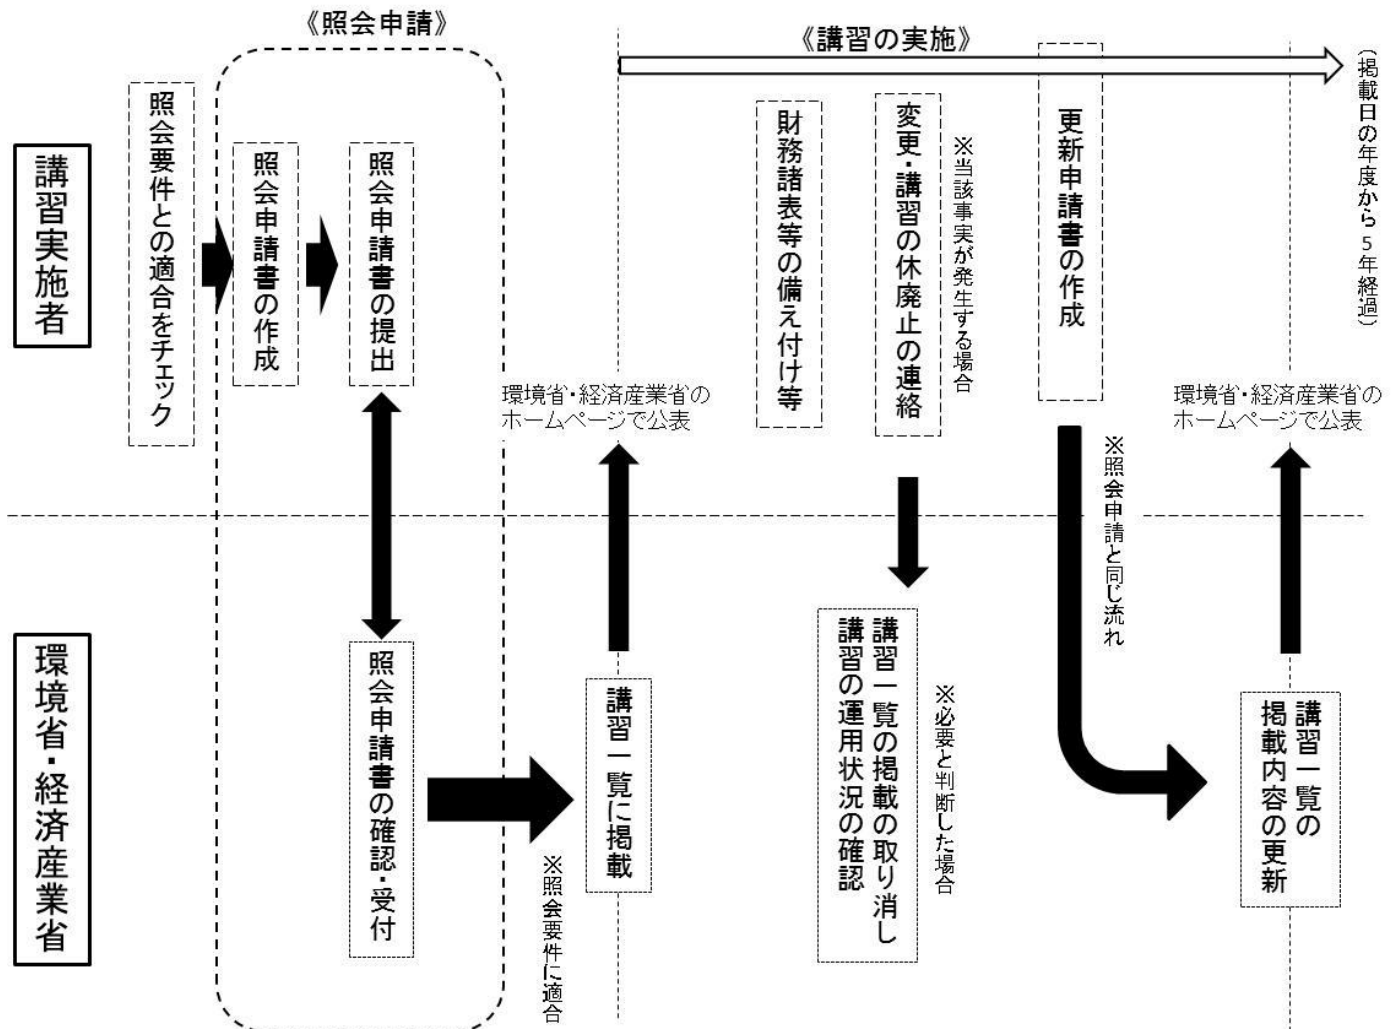 《照会申請》
《講習の実施》
(掲載日の年度から5年経過)
講習実施者
照会要件との適合をチェック
照会申請書の作成
照会申請書の提出
財務諸表等の備え付け等
変更・講習の休廃止の連絡
※当該事実が発生する場合
更新申請書の作成
環境省・経済産業省の
ホームページで公表
環境省・経済産業省の
ホームページで公表
※照会申請と同じ流れ
環境省・経済産業省
照会申請書の確認・受付
※照会要件に適合
講習一覧に掲載
講習一覧の掲載の取り消し
講習の運用状況の確認
※必要と判断した場合
講習一覧の
掲載内容の更新